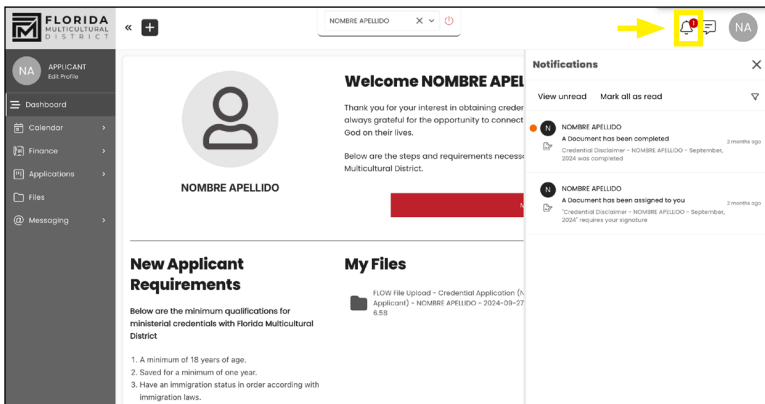 FLORIDA
MULTICULTURAL
DISTRICT
«
+
NOMBRE APELLIDO
1
NA
NA
APPLICANT
Edit Profile
Dashboard
Calendar
Finance
Applications
Files
@ Messaging
NOMBRE APELLIDO
Welcome NOMBRE APEL
Thank you for your interest in obtaining creder
always grateful for the opportunity to connect
God on their lives.
Below are the steps and requirements necess
Multicultural District.
New Applicant
Requirements
Below are the minimum qualifications for
ministerial credentials with Florida Multicultural
District
1. A minimum of 18 years of age.
2. Saved for a minimum of one year.
3. Have an immigration status in order according with
immigration laws.
My Files
FLOW File Upload - Credential Application (N
Applicant) - NOMBRE APELLIDO - 2024-09-27
6.58
Notifications
View unread Mark all as read
N
NOMBRE APELLIDO
A Document has been completed
Credential Disclaimer - NOMBRE APELLIDO - September,
2024 was completed
3 months ago
N
NOMBRE APELLIDO
A Document has been assigned to you
"Credential Disclaimer - NOMBRE APELLIDO - September,
2024" requires your signature
3 months ago